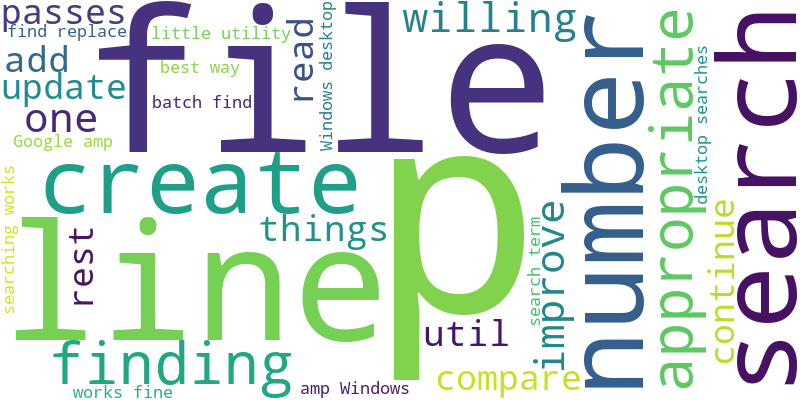 passes
file
willing
search
find replace
little utility
read
Windows desktop
number
appropriate
desktop searches
add
best way
update
batch find
one
Google amp
create
p
searching works
things
line
rest
search term
improve
continue
util
finding
compare
works fine
amp Windows